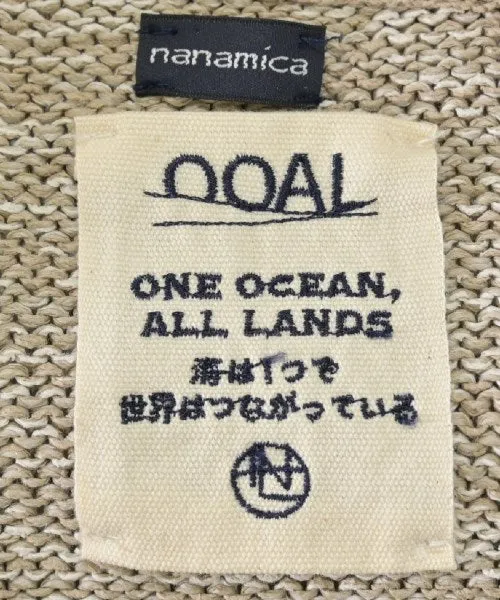 nanamica
OOAL
ONE OCEAN,
ALL LANDS
海は1つで
世界はつながっている